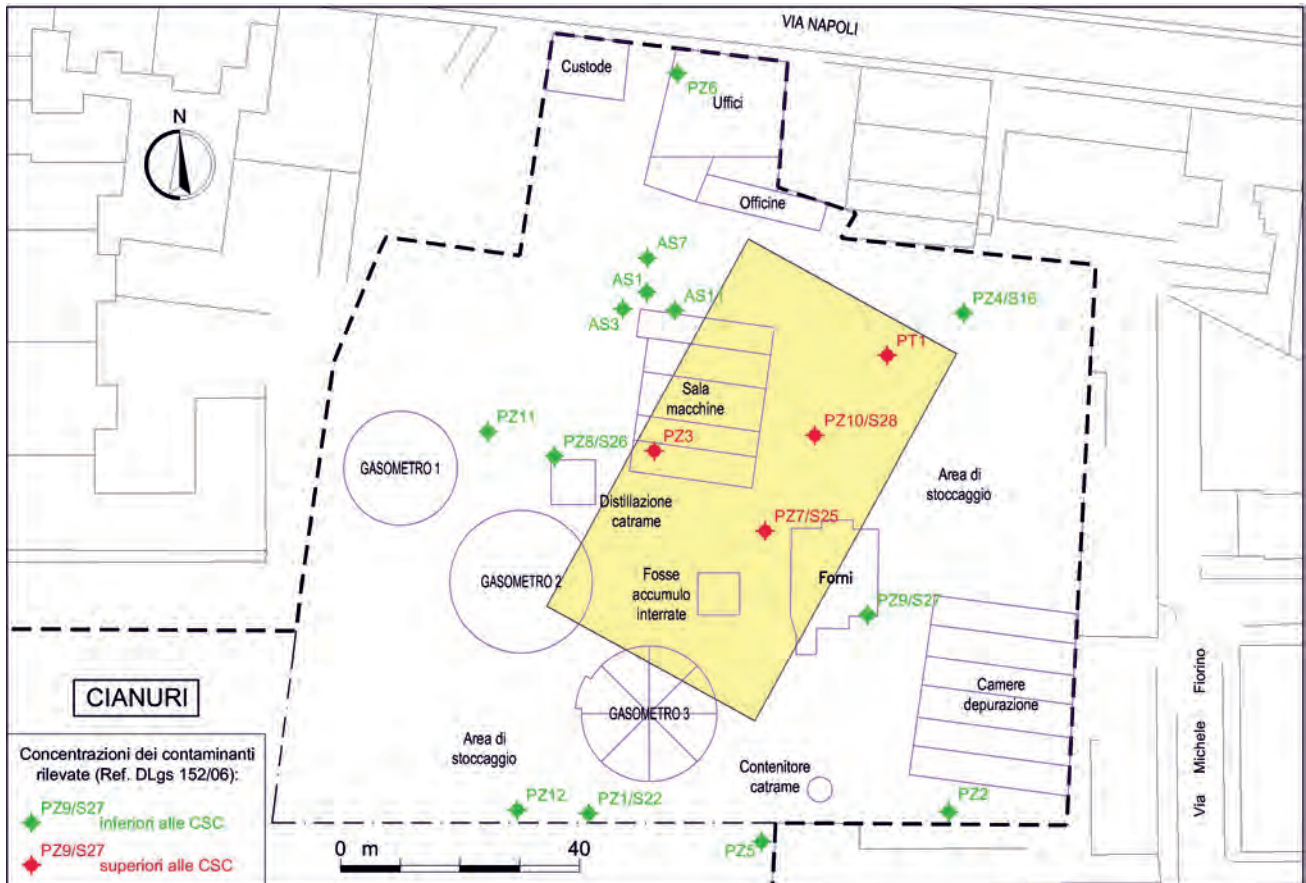 VIA NAPOLI
Custode
PZ6
Uffici
N
Officine
AS7
AS1
AS11
AS3
PZ4/S16
PT1
Sala
macchine
PZ11
PZ8/S26
PZ3
PZ10/S28
GASOMETRO 1
Area di
stoccaggio
Distillazione
catrame
PZ7/S25
GASOMETRO 2
Fosse
accumulo
interrate
Forni
PZ9/S27
CIANURI
Camere
depurazione
Via Michele Fiorino
GASOMETRO 3
Area di
stoccaggio
Contenitore
catrame
PZ12
PZ1/S22
PZ2
PZ5
Concentrazioni dei contaminanti
rilevate (Ref. DLgs 152/06):
PZ9/S27
inferiori alle CSC
PZ9/S27
superiori alle CSC
0 m 40